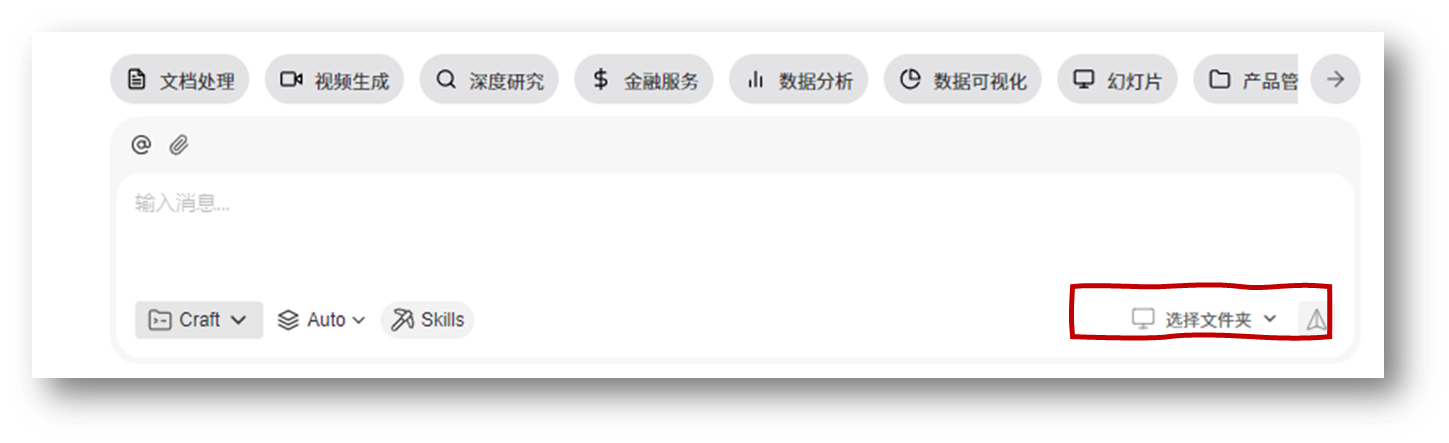 文档处理 视频生成 深度研究 金融服务 数据分析 数据可视化 幻灯片 产品管
@
输入消息...
Craft Auto Skills 选择文件夹